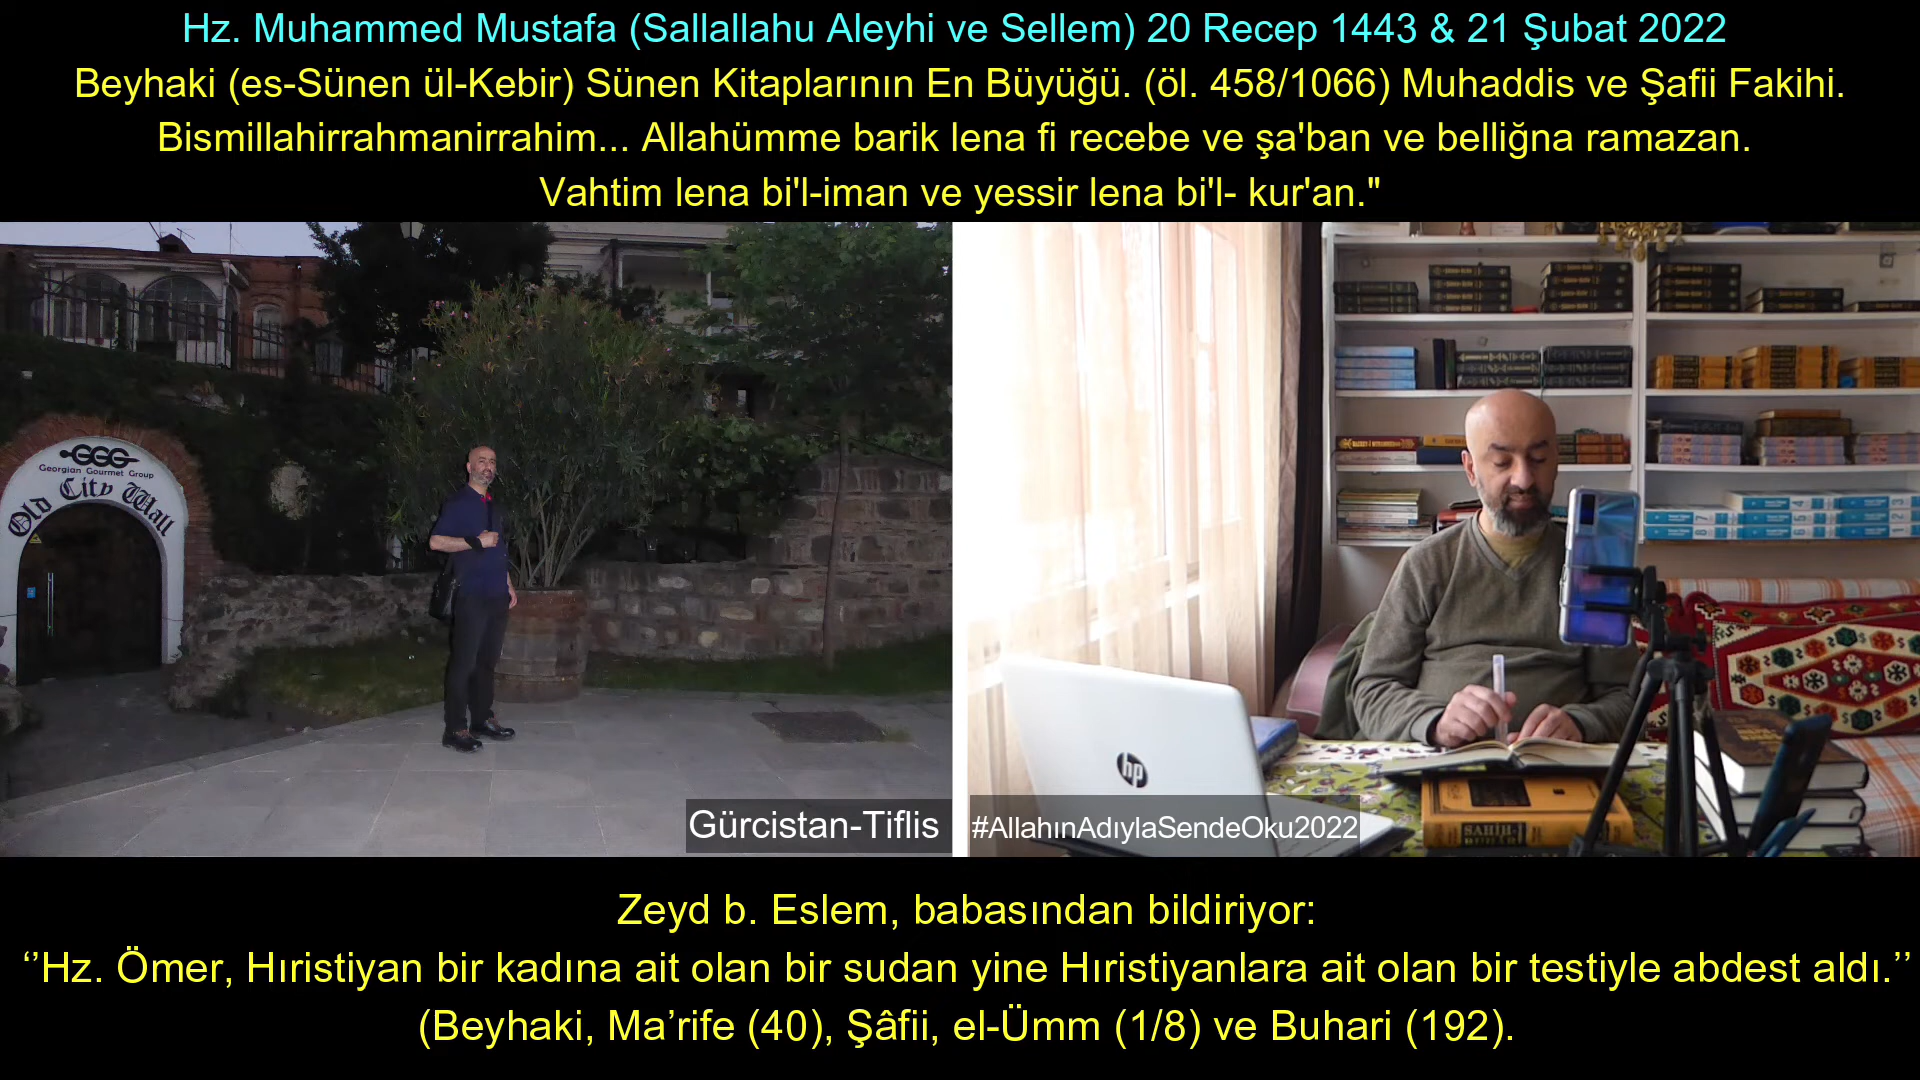 Hz. Muhammed Mustafa (Sallallahu Aleyhi ve Sellem) 20 Recep 1443 & 21 Şubat 2022
Beyhaki (es-Sünen ül-Kebir) Sünen Kitaplarının En Büyüğü. (öl. 458/1066) Muhaddis ve Şafii Fakihi.
Bismillahirrahmanirrahim... Allahümme barik lena fi recebe ve şa'ban ve belliğna ramazan.
Vahtim lena bi'l-iman ve yessir lena bi'l- kur'an."
GGG
Georgian Gourmet Group
Old City Wall
Gürcistan-Tiflis
hp
SAHİH-İ
BUHARİ
#AllahınAdıylaSendeOku2022
Zeyd b. Eslem, babasından bildiriyor:
‘’Hz. Ömer, Hıristiyan bir kadına ait olan bir sudan yine Hıristiyanlara ait olan bir testiyle abdest aldı.’’
(Beyhaki, Ma’rife (40), Şâfii, el-Ümm (1/8) ve Buhari (192).